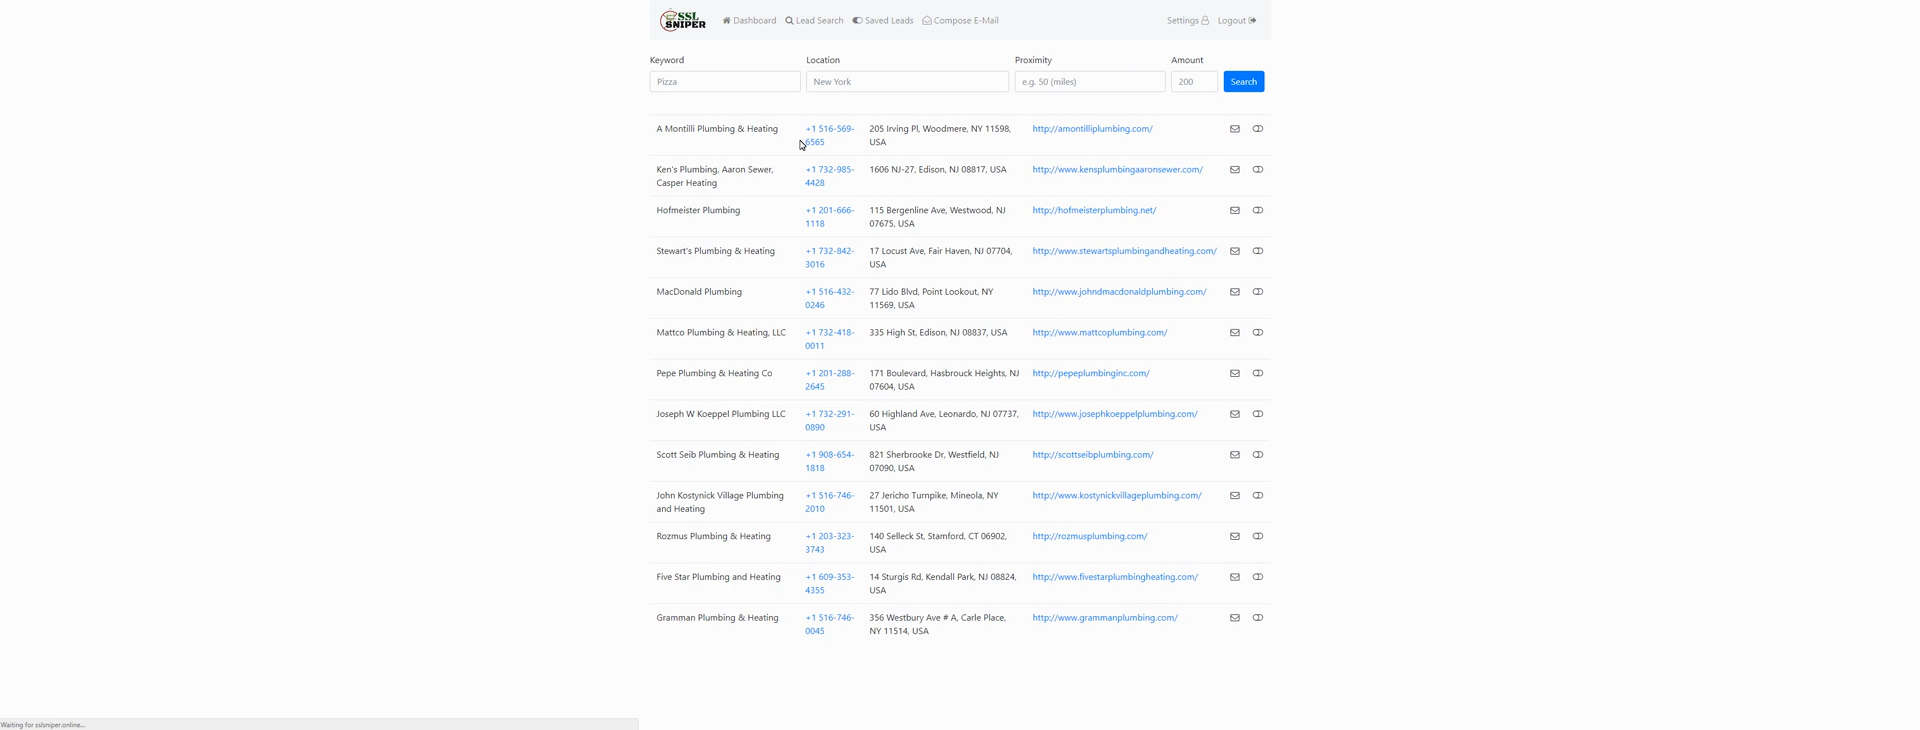 SSL SNIPER Dashboard Lead Search Saved Leads Compose E-Mail Settings Logout
Keyword Location Proximity Amount
Pizza New York e.g. 50 (miles) 200 Search
A Montilli Plumbing & Heating +1 516-569- 205 Irving Pl, Woodmere, NY 11598, http://amontilliplumbing.com/
6565 USA
Ken's Plumbing, Aaron Sewer, +1 732-985- 1606 NJ-27, Edison, NJ 08817, USA http://www.kensplumbingaaronsewer.com/
Casper Heating 4428
Hofmeister Plumbing +1 201-666- 115 Bergenline Ave, Westwood, NJ http://hofmeisterplumbing.net/
1118 07675, USA
Stewart's Plumbing & Heating +1 732-842- 17 Locust Ave, Fair Haven, NJ 07704, http://www.stewartsplumbingandheating.com/
3016 USA
MacDonald Plumbing +1 516-432- 77 Lido Blvd, Point Lookout, NY http://www.johndmacdonaldplumbing.com/
0246 11569, USA
Mattco Plumbing & Heating, LLC +1 732-418- 335 High St, Edison, NJ 08837, USA http://www.mattcoplumbing.com/
0011
Pepe Plumbing & Heating Co +1 201-288- 171 Boulevard, Hasbrouck Heights, NJ http://pepeplumbinginc.com/
2645 07604, USA
Joseph W Koeppel Plumbing LLC +1 732-291- 60 Highland Ave, Leonardo, NJ 07737, http://www.josephkoeppelplumbing.com/
0890 USA
Scott Seib Plumbing & Heating +1 908-654- 821 Sherbrooke Dr, Westfield, NJ http://scottseibplumbing.com/
1818 07090, USA
John Kostynick Village Plumbing +1 516-746- 27 Jericho Turnpike, Mineola, NY http://www.kostynickvillageplumbing.com/
and Heating 2010 11501, USA
Rozmus Plumbing & Heating +1 203-323- 140 Selleck St, Stamford, CT 06902, http://rozmusplumbing.com/
3743 USA
Five Star Plumbing and Heating +1 609-353- 14 Sturgis Rd, Kendall Park, NJ 08824, http://www.fivestarplumbingheating.com/
4355 USA
Gramman Plumbing & Heating +1 516-746- 356 Westbury Ave # A, Carle Place, http://www.grammanplumbing.com/
0045 NY 11514, USA
Waiting for sslsniper.online...